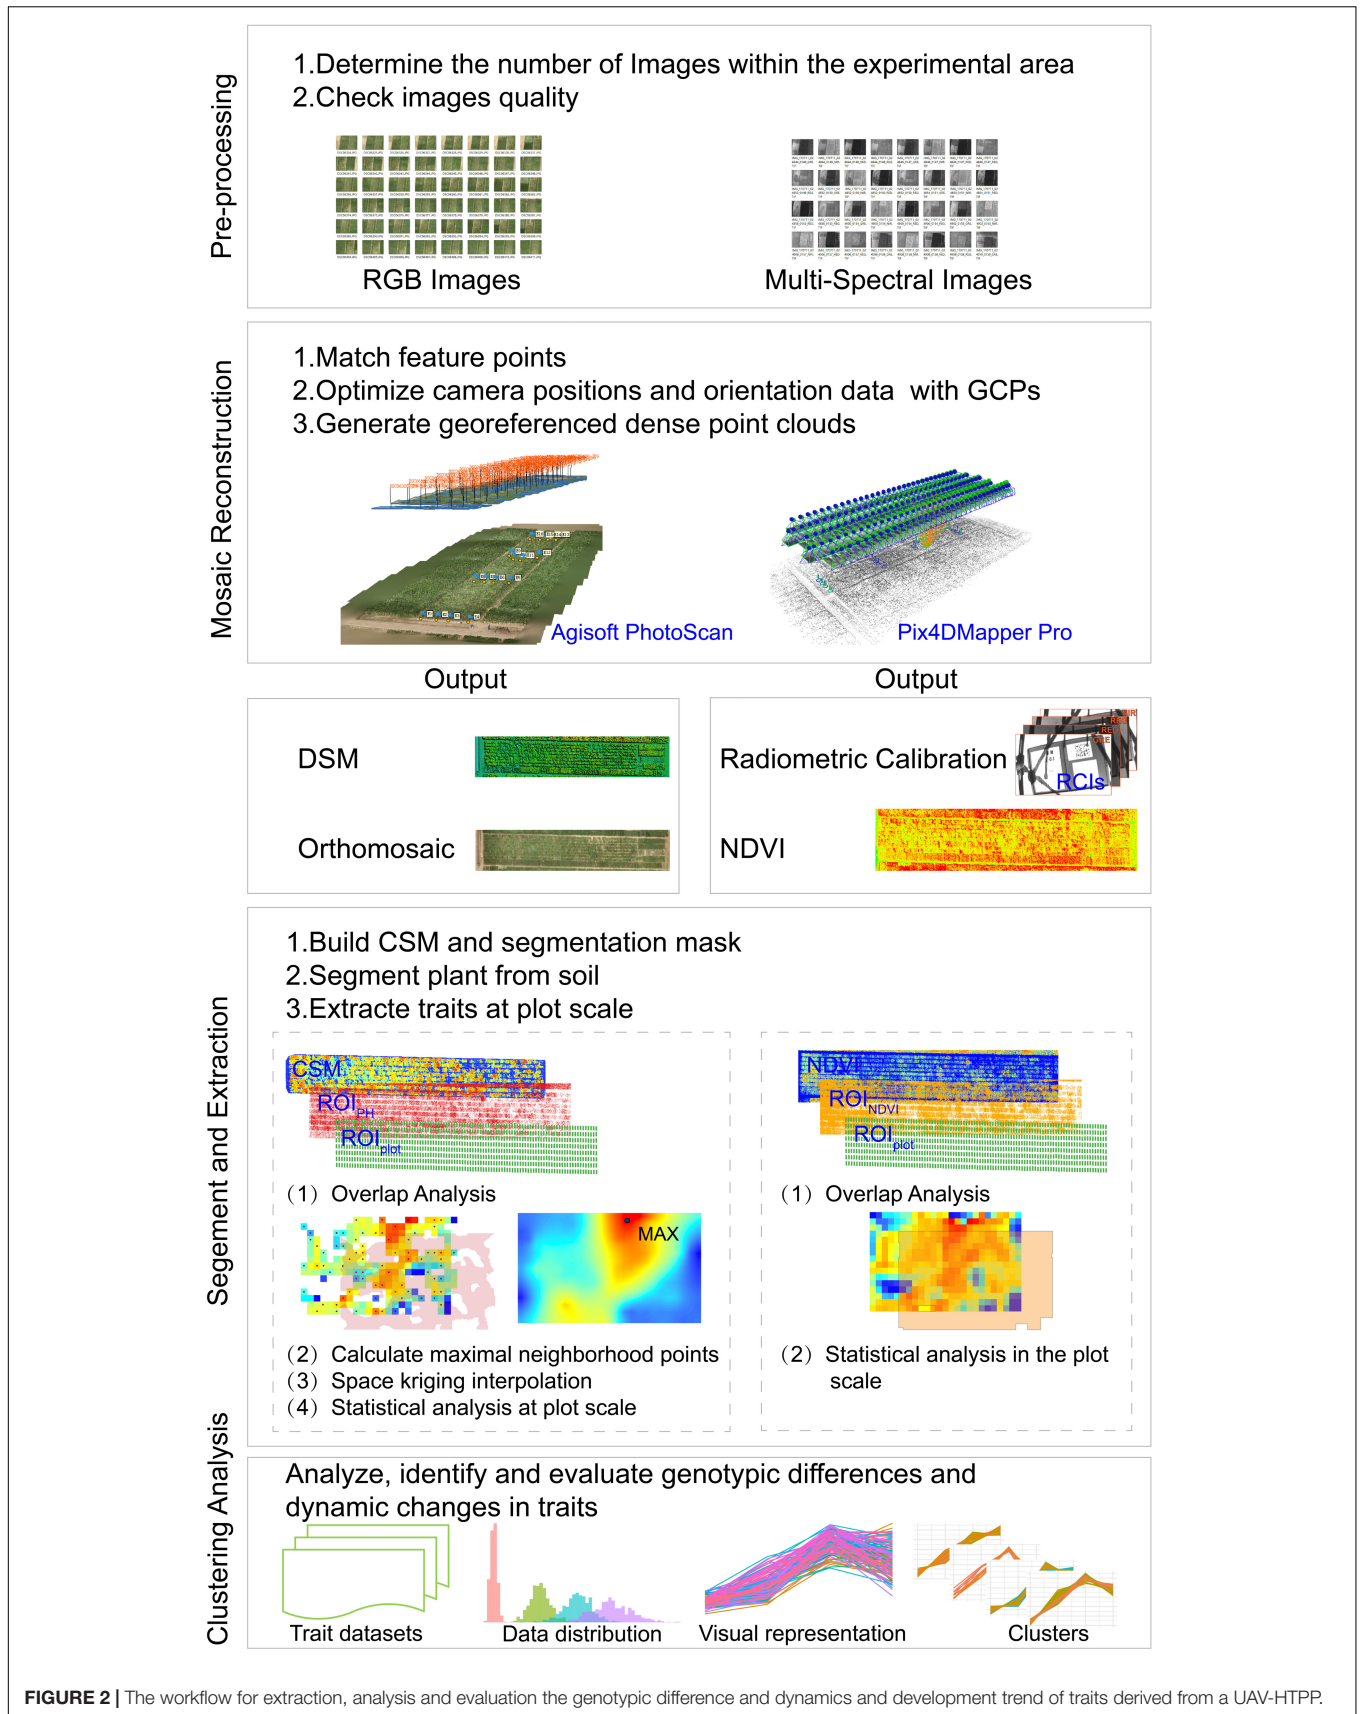 Pre-processing
1.Determine the number of Images within the experimental area
2.Check images quality
RGB Images
Multi-Spectral Images
Mosaic Reconstruction
1.Match feature points
2.Optimize camera positions and orientation data with GCPs
3.Generate georeferenced dense point clouds
Agisoft PhotoScan
Pix4DMapper Pro
Output
Output
DSM
Orthomosaic
Radiometric Calibration
RCIs
NDVI
Segement and Extraction
1.Build CSM and segmentation mask
2.Segment plant from soil
3.Extracte traits at plot scale
CSM
ROI PH
ROI plot
(1) Overlap Analysis
MAX
(2) Calculate maximal neighborhood points
(3) Space kriging interpolation
(4) Statistical analysis at plot scale
NDVI
ROI NDVI
ROI plot
(1) Overlap Analysis
(2) Statistical analysis in the plot
scale
Clustering Analysis
Analyze, identify and evaluate genotypic differences and
dynamic changes in traits
Trait datasets
Data distribution
Visual representation
Clusters
FIGURE 2 | The workflow for extraction, analysis and evaluation the genotypic difference and dynamics and development trend of traits derived from a UAV-HTPP.